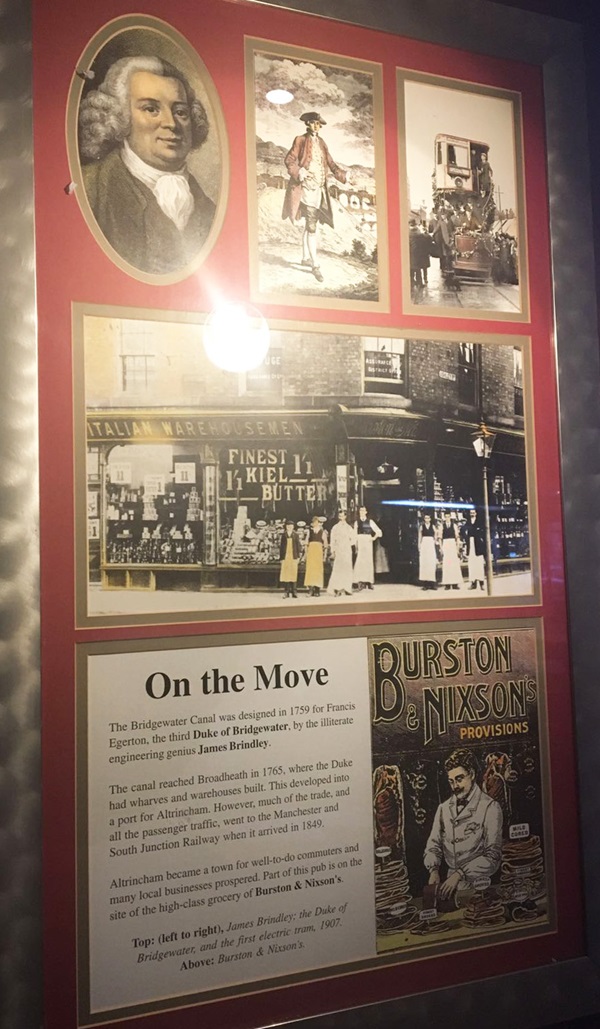 ITALIAN WAREHOUSEMEN
FINEST
1/1 KIEL 1/1
BUTTER
On the Move
The Bridgewater Canal was designed in 1759 for Francis
Egerton, the third Duke of Bridgewater, by the illiterate
engineering genius James Brindley.
The canal reached Broadheath in 1765, where the Duke
had wharves and warehouses built. This developed into
a port for Altrincham. However, much of the trade, and
all the passenger traffic, went to the Manchester and
South Junction Railway when it arrived in 1849.
Altrincham became a town for well-to-do commuters and
many local businesses prospered. Part of this pub is on the
site of the high-class grocery of Burston & Nixson's.
Top: (left to right), James Brindley; the Duke of
Bridgewater, and the first electric tram, 1907.
Above: Burston & Nixson's.
BURSTON
& NIXSON'S
PROVISIONS
MILD
CURED